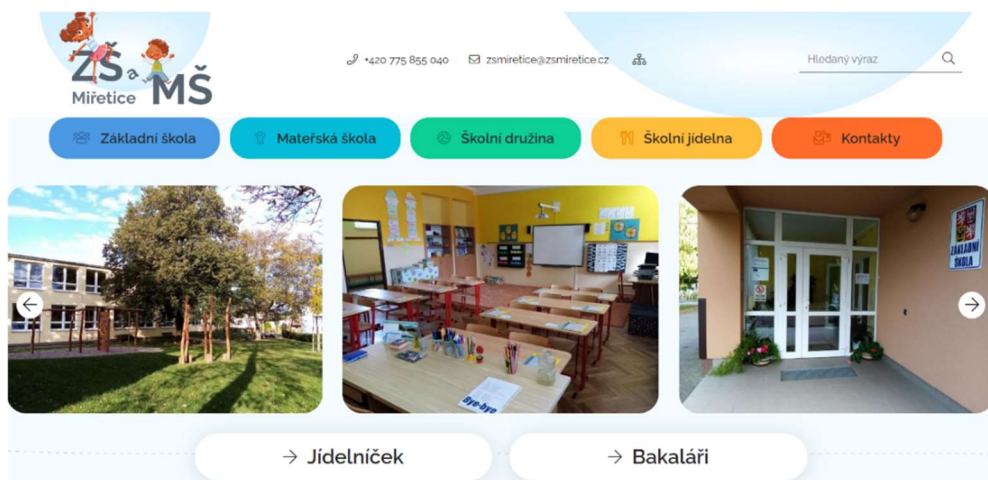 ZŠ a
Miřetice MŠ
+420 775 855 040 zsmiretice@zsmiretice.cz
Hledaný výraz
Základní škola Mateřská škola Školní družina Školní jídelna Kontakty
ZÁKLADNÍ
ŠKOLA
Bye-bye
→ Jídelníček → Bakaláři